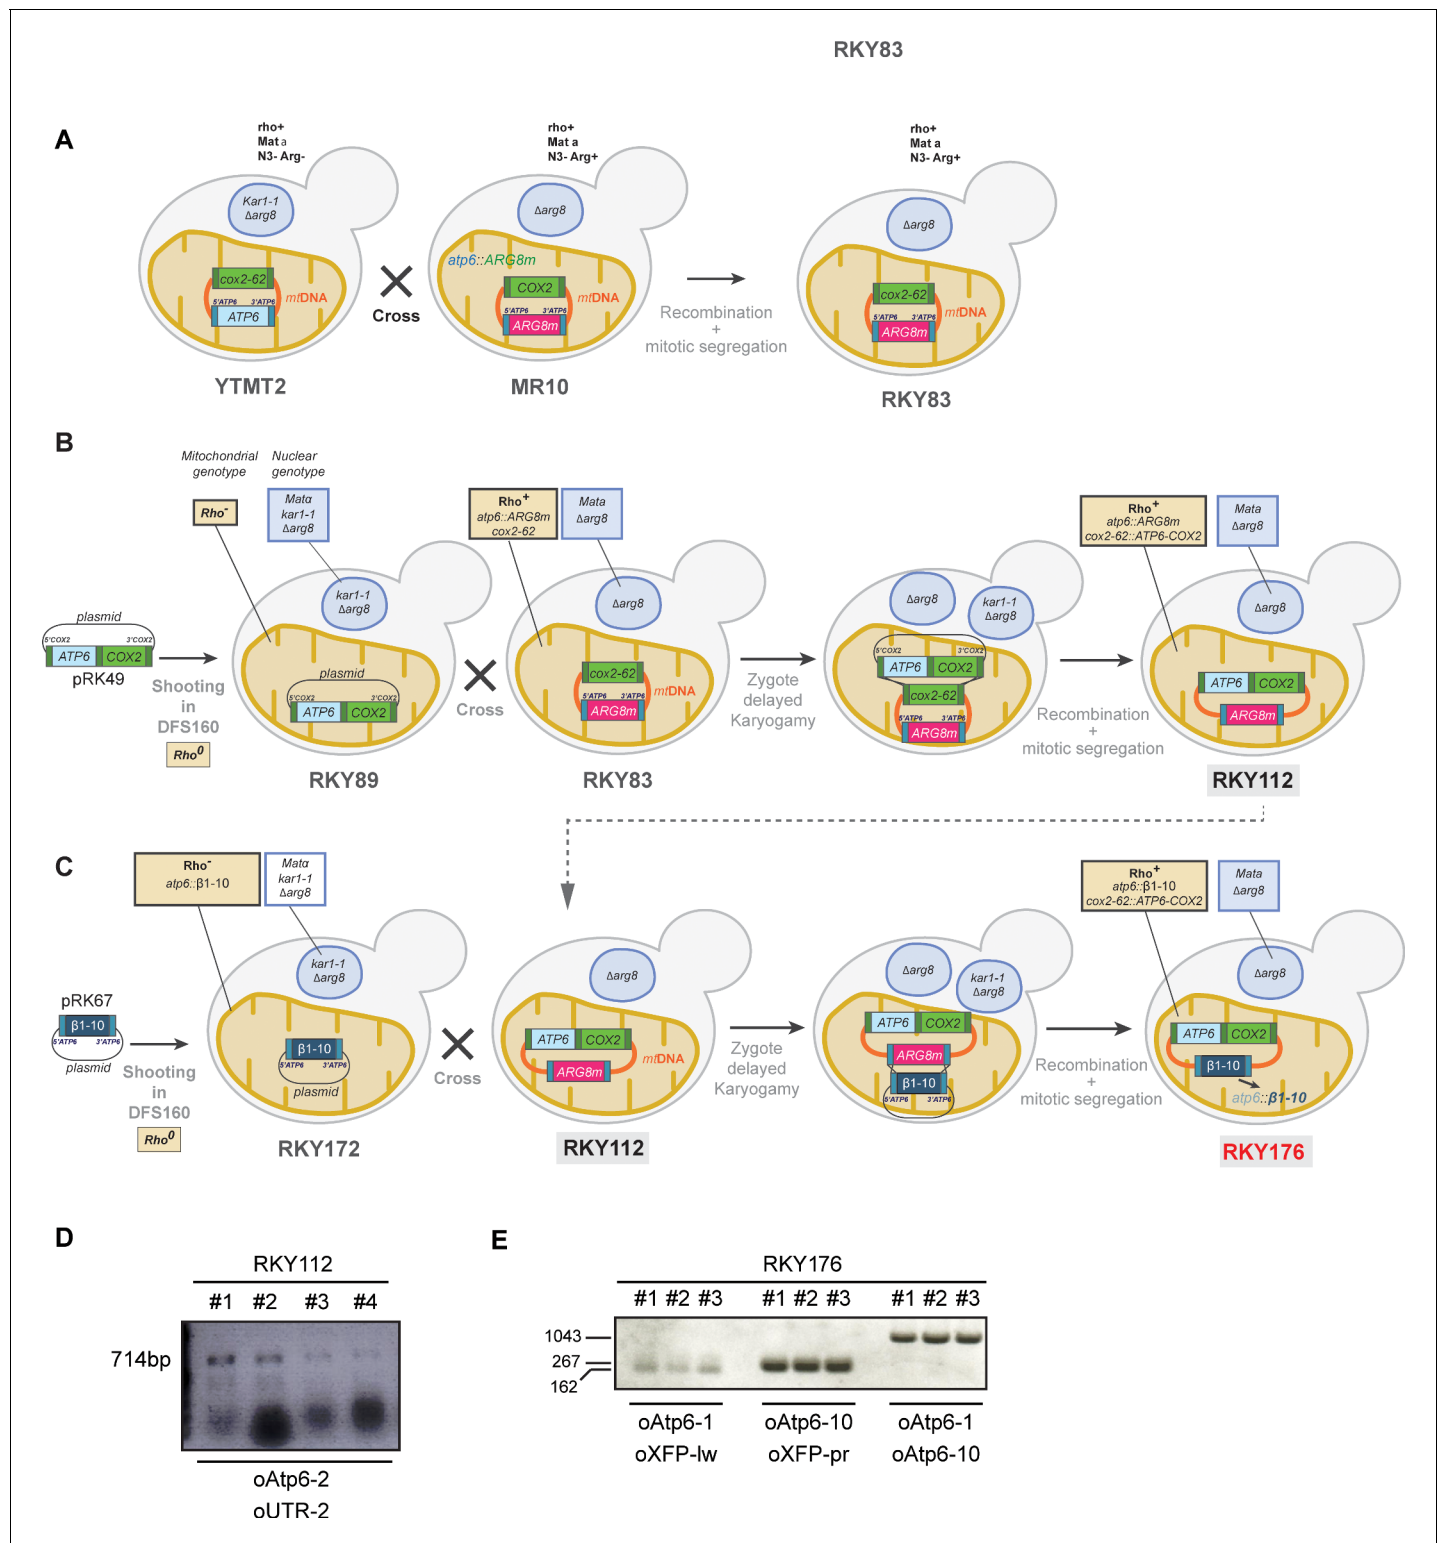 RKY83
A
rho+
Mat a
N3- Arg-
rho+
Mat a
N3- Arg+
rho+
Mat a
N3- Arg+
Kar1-1
Δarg8
Δarg8
Δarg8
atp6::ARG8m
cox2-62
mtDNA
5'ATP6 3'ATP6
ATP6
Cross
COX2
mtDNA
5'ATP6 3'ATP6
ARG8m
Recombination
+
mitotic segregation
cox2-62
mtDNA
5'ATP6 3'ATP6
ARG8m
YTMT2
MR10
RKY83
B
Mitochondrial
genotype
Nuclear
genotype
Rho-
Matα
kar1-1
Δarg8
Rho+
atp6::ARG8m
cox2-62
Mata
Δarg8
Rho+
atp6::ARG8m
cox2-62::ATP6-COX2
Mata
Δarg8
plasmid
5'COX2 3'COX2
ATP6 COX2
pRK49
Shooting
in
DFS160
Rho0
kar1-1
Δarg8
plasmid
5'COX2 3'COX2
ATP6 COX2
RKY89
Cross
Δarg8
cox2-62
mtDNA
5'ATP6 3'ATP6
ARG8m
RKY83
Zygote
delayed
Karyogamy
Δarg8
kar1-1
Δarg8
5'COX2 3'COX2
ATP6 COX2
cox2-62
5'ATP6 3'ATP6
ARG8m
Recombination
+
mitotic segregation
Δarg8
ATP6 COX2
ARG8m
RKY112
C
Rho-
atp6::β1-10
Matα
kar1-1
Δarg8
Rho+
atp6::β1-10
cox2-62::ATP6-COX2
Mata
Δarg8
pRK67
β1-10
5'ATP6 3'ATP6
plasmid
Shooting
in
DFS160
Rho0
kar1-1
Δarg8
β1-10
5'ATP6 3'ATP6
plasmid
RKY172
Cross
Δarg8
ATP6 COX2
mtDNA
ARG8m
RKY112
Zygote
delayed
Karyogamy
Δarg8
kar1-1
Δarg8
ATP6 COX2
ARG8m
β1-10
5'ATP6 3'ATP6
Recombination
+
mitotic segregation
Δarg8
ATP6 COX2
β1-10
atp6::β1-10
RKY176
D
RKY112
#1 #2 #3 #4
714bp
oAtp6-2
oUTR-2
E
RKY176
#1 #2 #3 #1 #2 #3 #1 #2 #3
1043
267
162
oAtp6-1 oAtp6-10 oAtp6-1
oXFP-lw oXFP-pr oAtp6-10